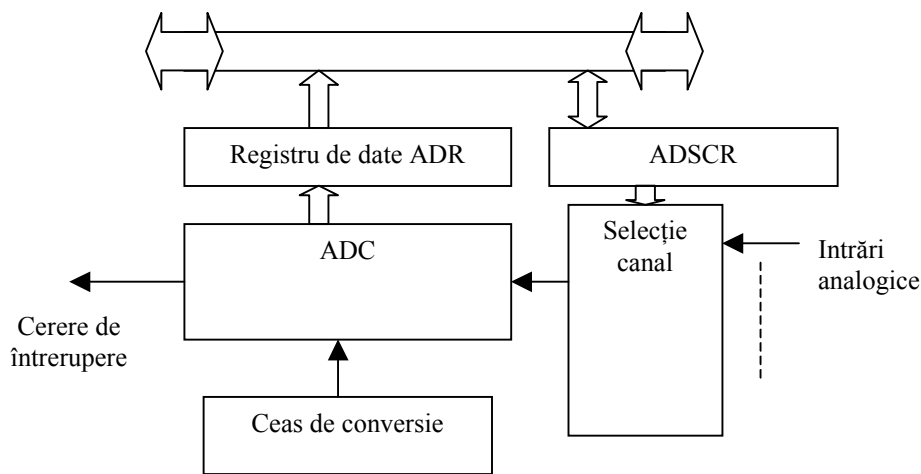 Registru de date ADR
ADSCR
ADC
Selecție
canal
Intrări
analogice
Cerere de
întrerupere
Ceas de conversie